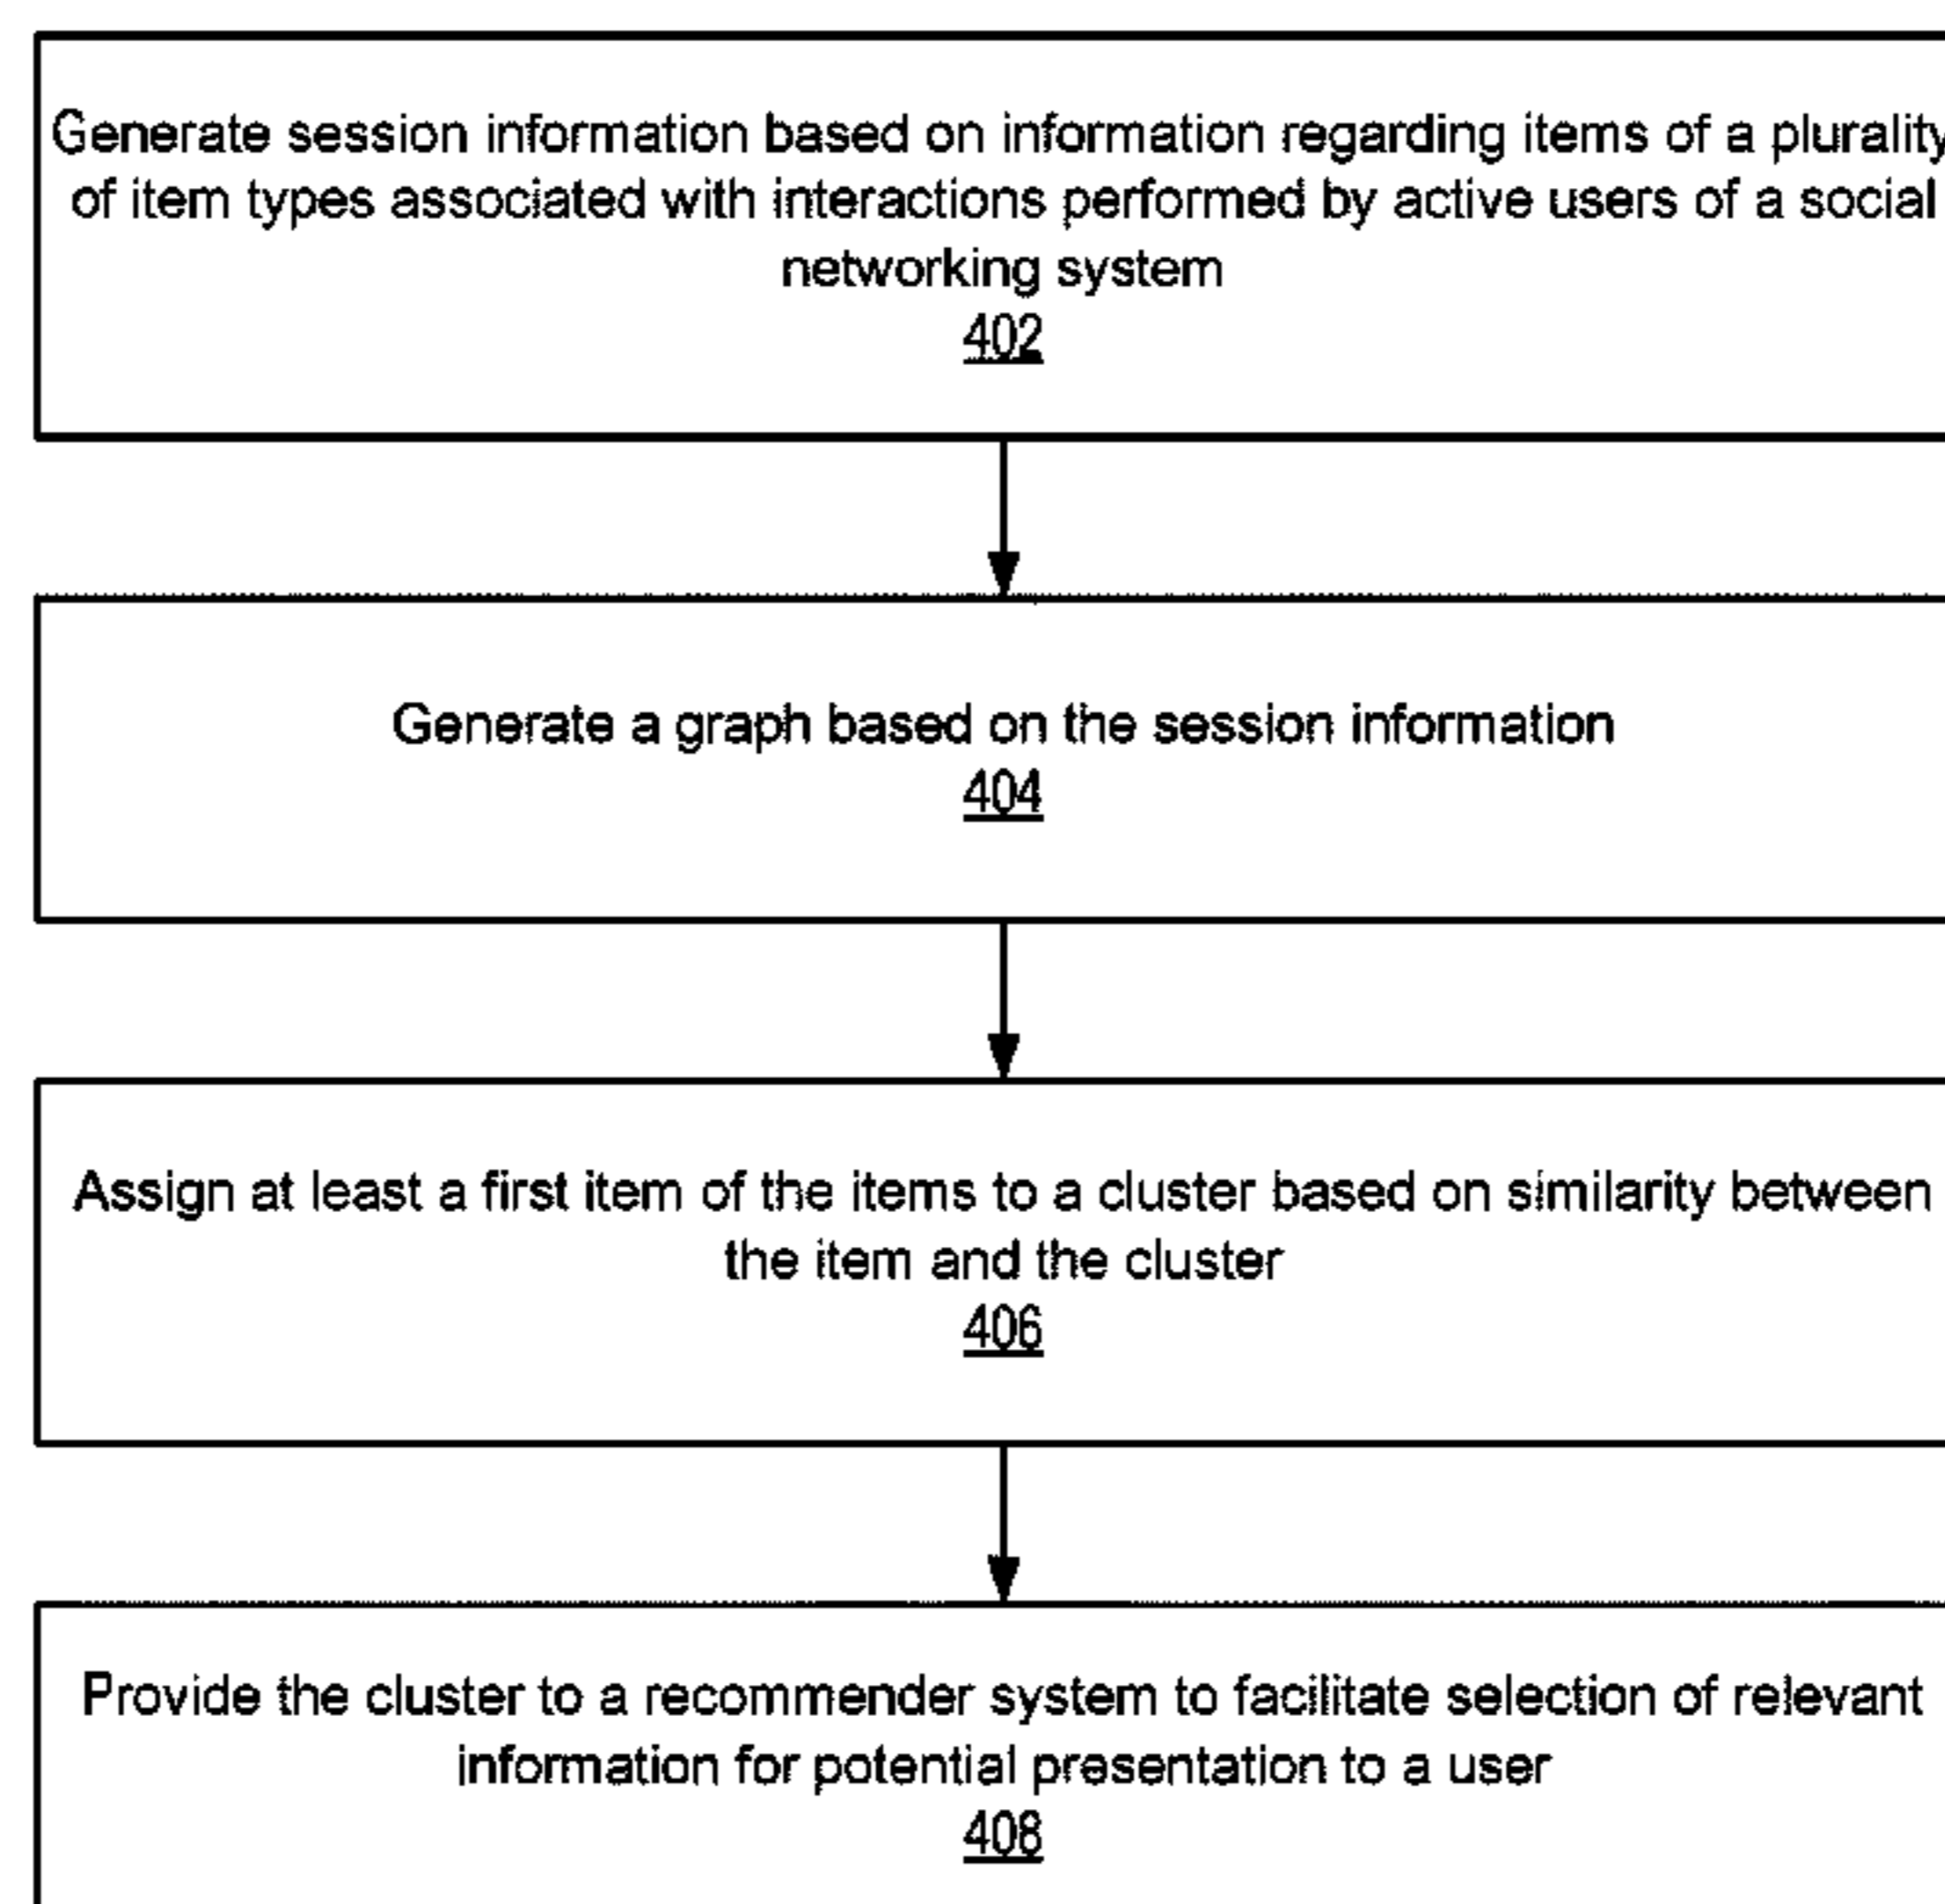 Generate session information based on information regarding items of a plurality
of item types associated with interactions performed by active users of a social
networking system
402
Generate a graph based on the session information
404
Assign at least a first item of the items to a cluster based on similarity between
the item and the cluster
406
Provide the cluster to a recommender system to facilitate selection of relevant
information for potential presentation to a user
408